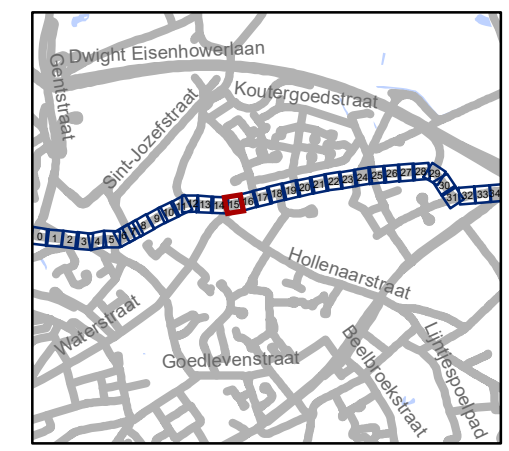 Dwight Eisenhowerlaan
Gentstraat
Koutergoedstraat
Sint-Jozefstraat
0 1 2 3 4 5 6 7 8 9 10 11 12 13 14 15 16 17 18 19 20 21 22 23 24 25 26 27 28 29 30 31 32 33 34
Hollenaarstraat
Waterstraat
Goedlevenstraat
Beelbroekstraat
Lijntjespoelpad